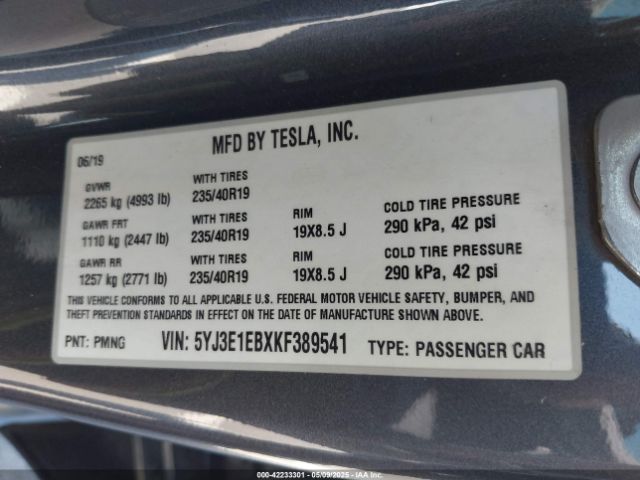 MFD BY TESLA, INC.
06/19
GVWR
2265 kg (4993 lb)
WITH TIRES
235/40R19
GAWR FRT
1110 kg (2447 lb)
WITH TIRES
235/40R19
RIM
19X8.5 J
COLD TIRE PRESSURE
290 kPa, 42 psi
GAWR RR
1257 kg (2771 lb)
WITH TIRES
235/40R19
RIM
19X8.5 J
COLD TIRE PRESSURE
290 kPa, 42 psi
THIS VEHICLE CONFORMS TO ALL APPLICABLE U.S. FEDERAL MOTOR VEHICLE SAFETY, BUMPER, AND
THEFT PREVENTION STANDARDS IN EFFECT ON THE DATE OF MANUFACTURE SHOWN ABOVE.
PNT: PMNG
VIN: 5YJ3E1EBXKF389541
TYPE: PASSENGER CAR
000-42233301 - 05/09/2025 - IAAI.COM